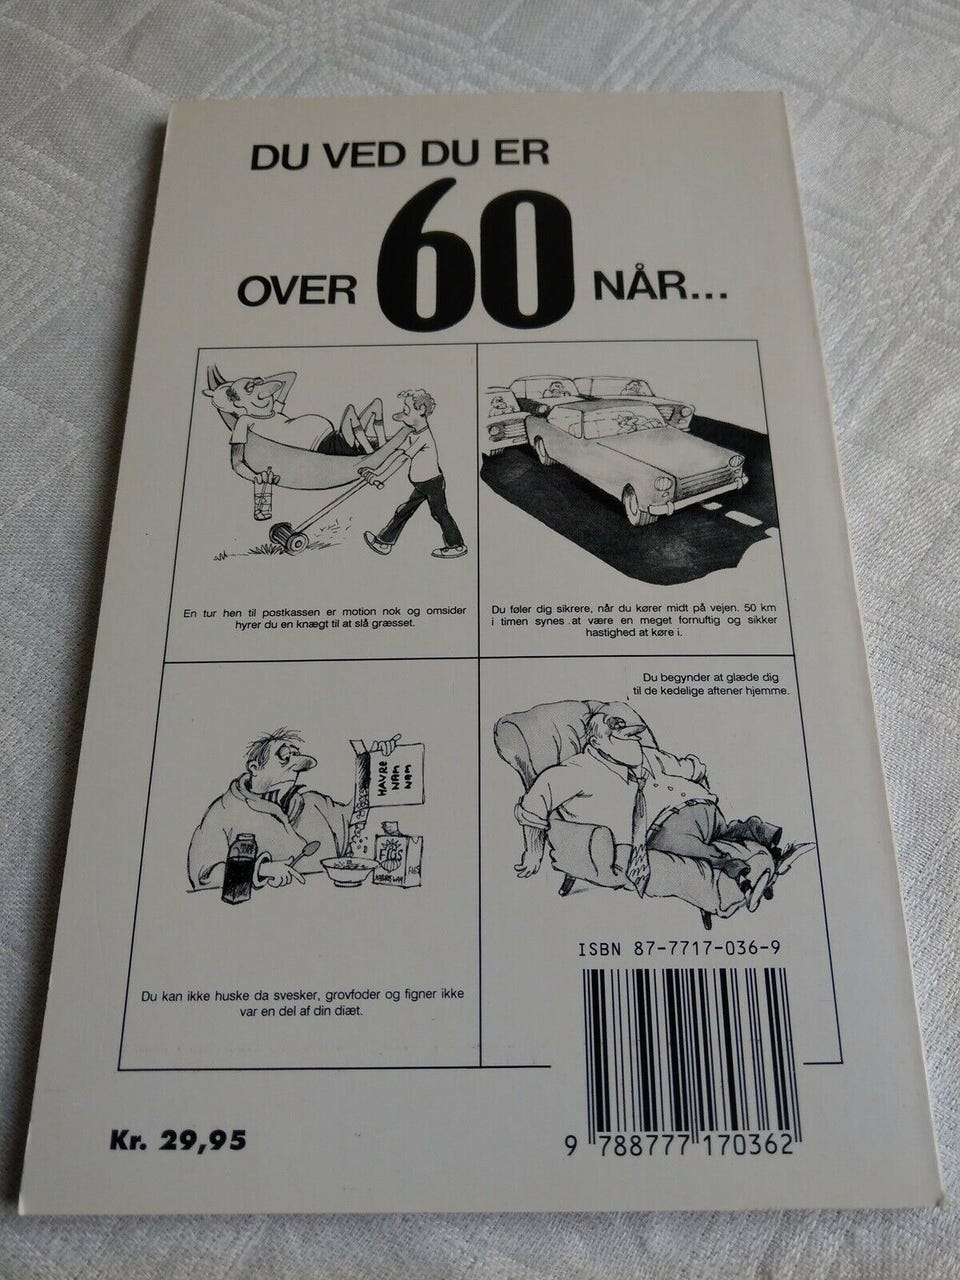 DU VED DU ER
OVER 60 NÅR...
En tur hen til postkassen er motion nok og omsider
hyrer du en knægt til at slå græsset.
Du føler dig sikrere, når du kører midt på vejen. 50 km
i timen synes at være en meget fornuftig og sikker
hastighed at køre i.
HAVRE
NAM
NAM
FIGS
FIGS
Du kan ikke huske da svesker, grovfoder og figner ikke
var en del af din diæt.
Du begynder at glæde dig
til de kedelige aftener hjemme.
ISBN 87-7717-036-9
9 788777 170362
Kr. 29,95